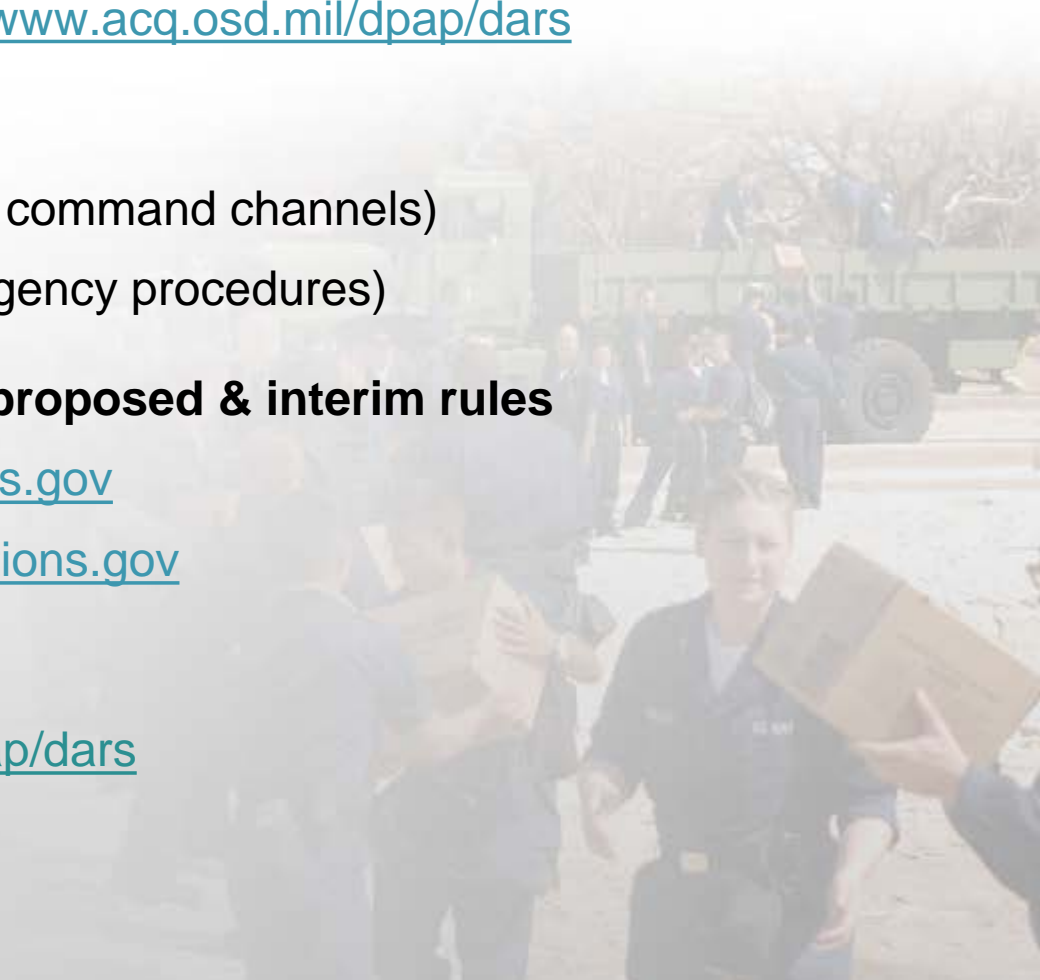 www.acq.osd.mil/dpap/dars
command channels)
gency procedures)
proposed & interim rules
s.gov
ions.gov
p/dars